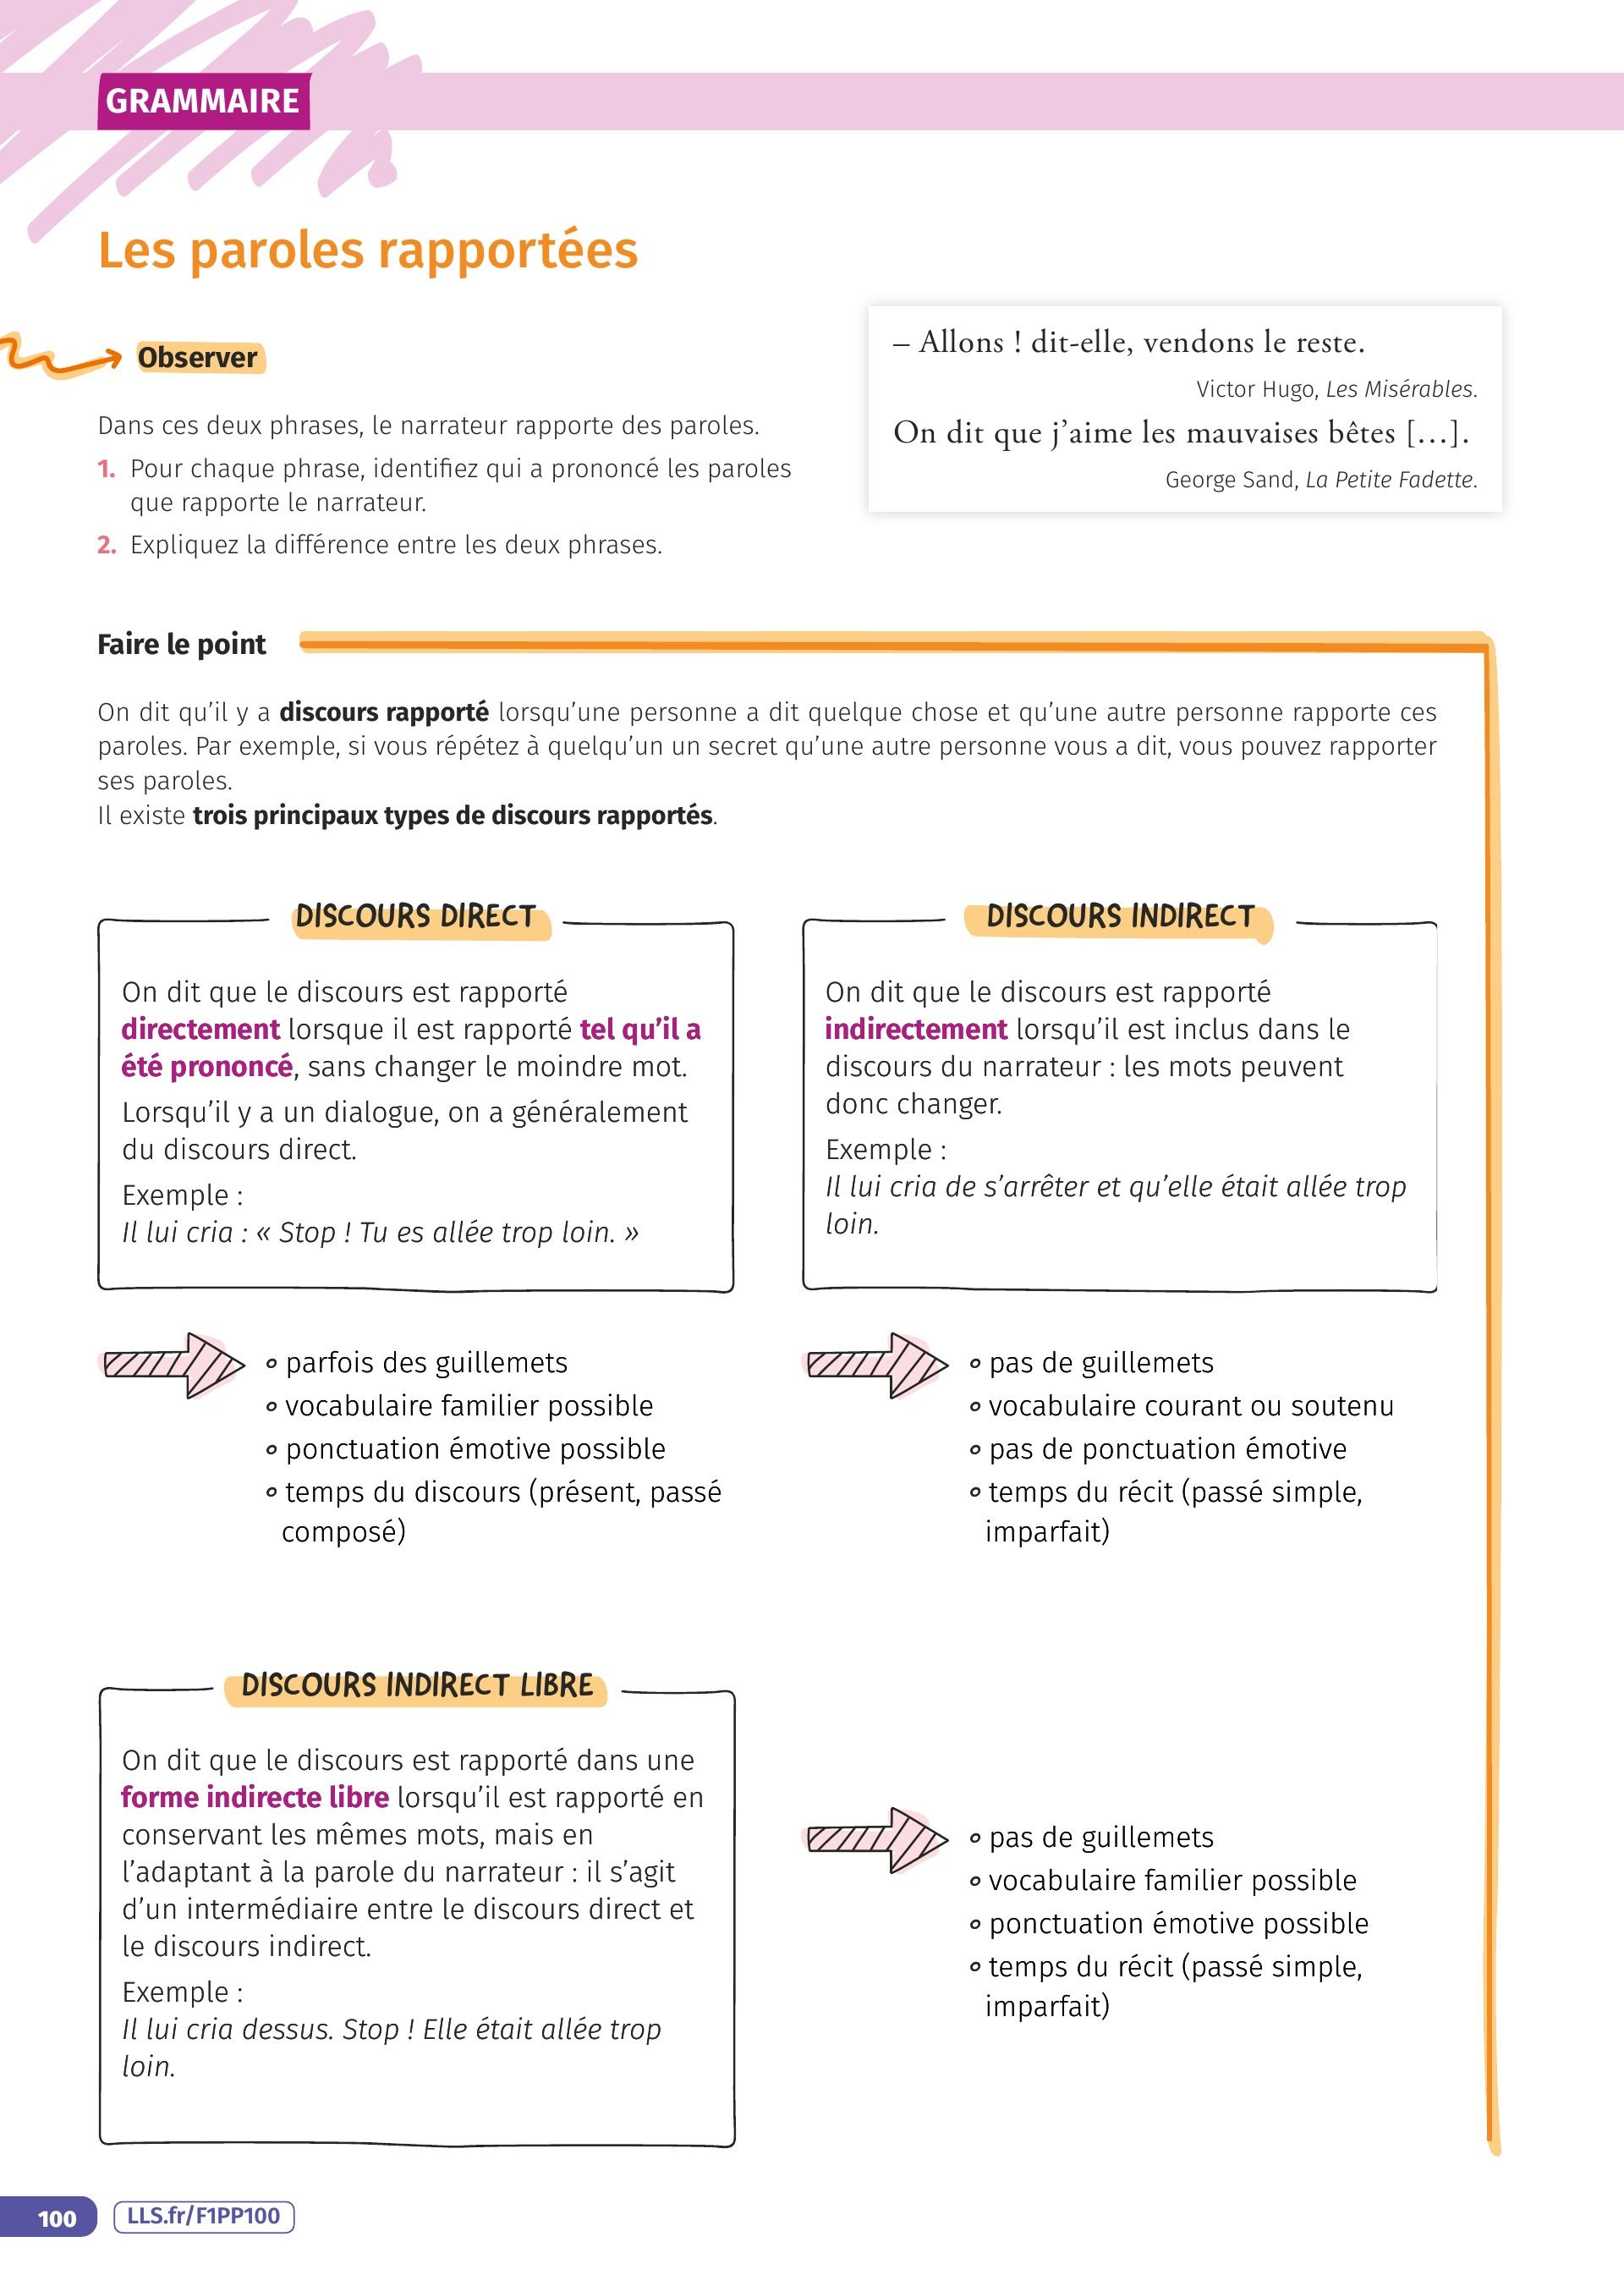 GRAMMAIRE
Les paroles rapportées
Observer
Dans ces deux phrases, le narrateur rapporte des paroles.
1. Pour chaque phrase, identifiez qui a prononcé les paroles
que rapporte le narrateur.
2. Expliquez la différence entre les deux phrases.
– Allons ! dit-elle, vendons le reste.
Victor Hugo, Les Misérables.
On dit que j’aime les mauvaises bêtes […].
George Sand, La Petite Fadette.
Faire le point
On dit qu’il y a discours rapporté lorsqu’une personne a dit quelque chose et qu’une autre personne rapporte ces
paroles. Par exemple, si vous répétez à quelqu’un un secret qu’une autre personne vous a dit, vous pouvez rapporter
ses paroles.
Il existe trois principaux types de discours rapportés.
DISCOURS DIRECT
On dit que le discours est rapporté
directement lorsque il est rapporté tel qu’il a
été prononcé, sans changer le moindre mot.
Lorsqu’il y a un dialogue, on a généralement
du discours direct.
Exemple :
Il lui cria : « Stop ! Tu es allée trop loin. »
parfois des guillemets
vocabulaire familier possible
ponctuation émotive possible
temps du discours (présent, passé
composé)
DISCOURS INDIRECT
On dit que le discours est rapporté
indirectement lorsqu’il est inclus dans le
discours du narrateur : les mots peuvent
donc changer.
Exemple :
Il lui cria de s’arrêter et qu’elle était allée trop
loin.
pas de guillemets
vocabulaire courant ou soutenu
pas de ponctuation émotive
temps du récit (passé simple,
imparfait)
DISCOURS INDIRECT LIBRE
On dit que le discours est rapporté dans une
forme indirecte libre lorsqu’il est rapporté en
conservant les mêmes mots, mais en
l’adaptant à la parole du narrateur : il s’agit
d’un intermédiaire entre le discours direct et
le discours indirect.
Exemple :
Il lui cria dessus. Stop ! Elle était allée trop
loin.
pas de guillemets
vocabulaire familier possible
ponctuation émotive possible
temps du récit (passé simple,
imparfait)
100
LLS.fr/F1PP100